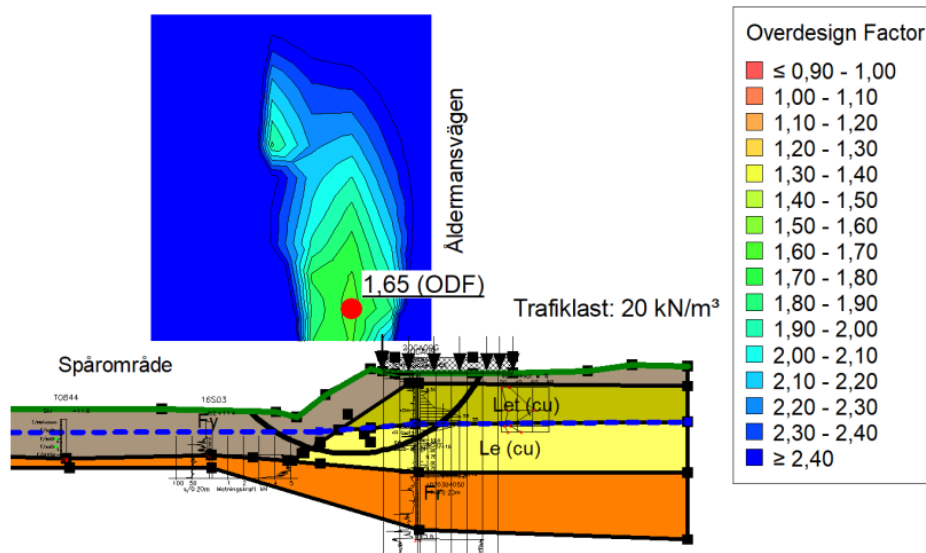 Overdesign Factor
≤ 0,90 - 1,00
1,00 - 1,10
1,10 - 1,20
1,20 - 1,30
1,30 - 1,40
1,40 - 1,50
1,50 - 1,60
1,60 - 1,70
1,70 - 1,80
1,80 - 1,90
1,90 - 2,00
2,00 - 2,10
2,10 - 2,20
2,20 - 2,30
2,30 - 2,40
≥ 2,40
Åldermansvägen
1,65 (ODF)
Trafiklast: 20 kN/m³
Spårområde
16S03
Fy
Let (cu)
Le (cu)
Fr
100 50